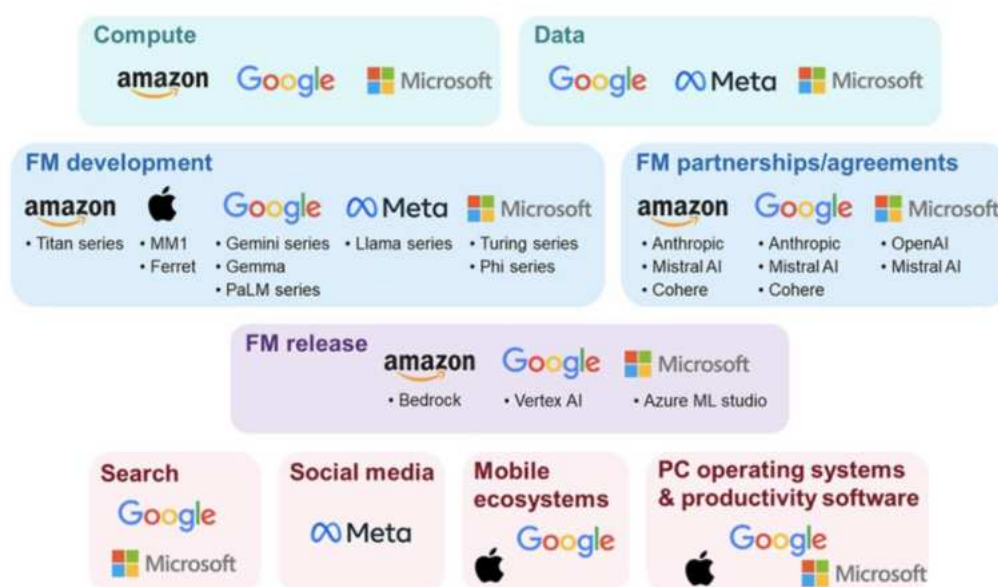 Compute
amazon Google Microsoft
Data
Google Meta Microsoft
FM development
amazon Google Meta Microsoft
• Titan series
• MM1
• Ferret
• Gemini series
• Gemma
• PaLM series
• Llama series
• Turing series
• Phi series
FM partnerships/agreements
amazon Google Microsoft
• Anthropic
• Mistral AI
• Cohere
• Anthropic
• Mistral AI
• Cohere
• OpenAI
• Mistral AI
FM release
amazon Google Microsoft
• Bedrock
• Vertex AI
• Azure ML studio
Search
Google
Microsoft
Social media
Meta
Mobile
ecosystems
Google
PC operating systems
& productivity software
Google
Microsoft